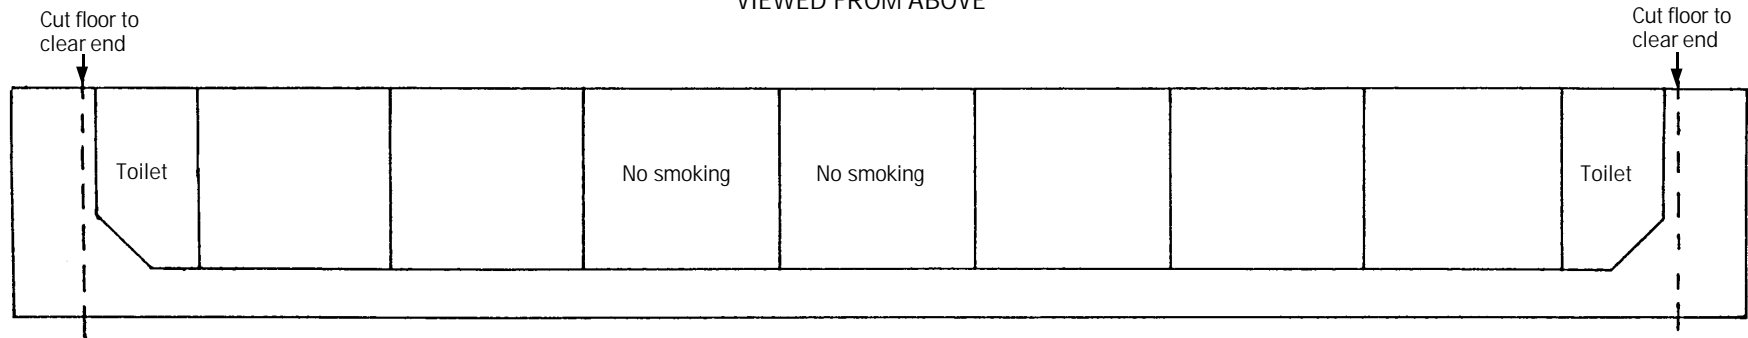 VIEWED FROM ABOVE
Cut floor to
clear end
Cut floor to
clear end
Toilet
No smoking
No smoking
Toilet